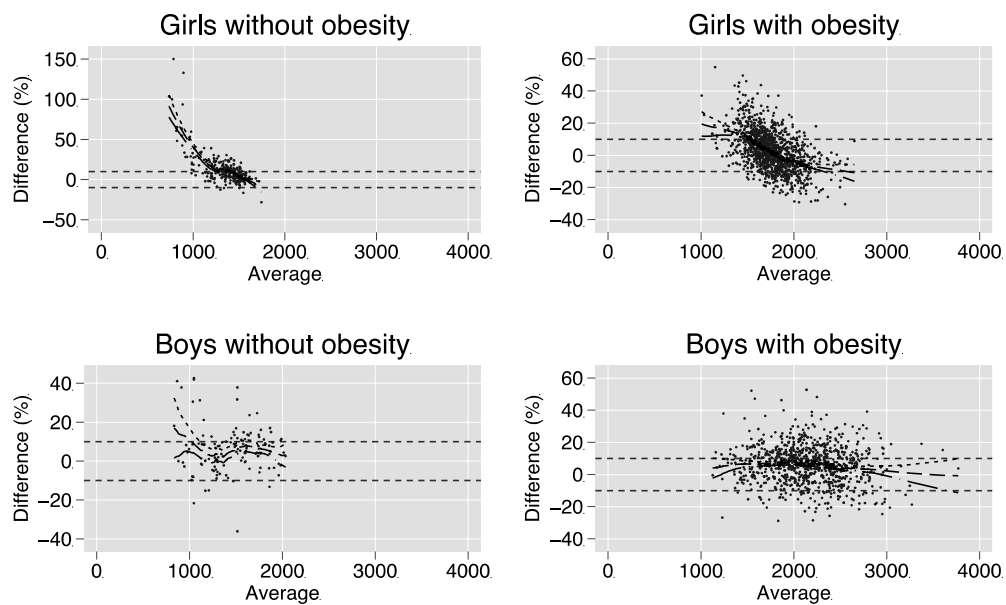 Girls without obesity
Difference (%)
150
100
50
0
−50
0 1000 2000 3000 4000
Average
Girls with obesity
Difference (%)
60
40
20
0
−20
−40
0 1000 2000 3000 4000
Average
Boys without obesity
Difference (%)
40
20
0
−20
−40
0 1000 2000 3000 4000
Average
Boys with obesity
Difference (%)
60
40
20
0
−20
−40
0 1000 2000 3000 4000
Average